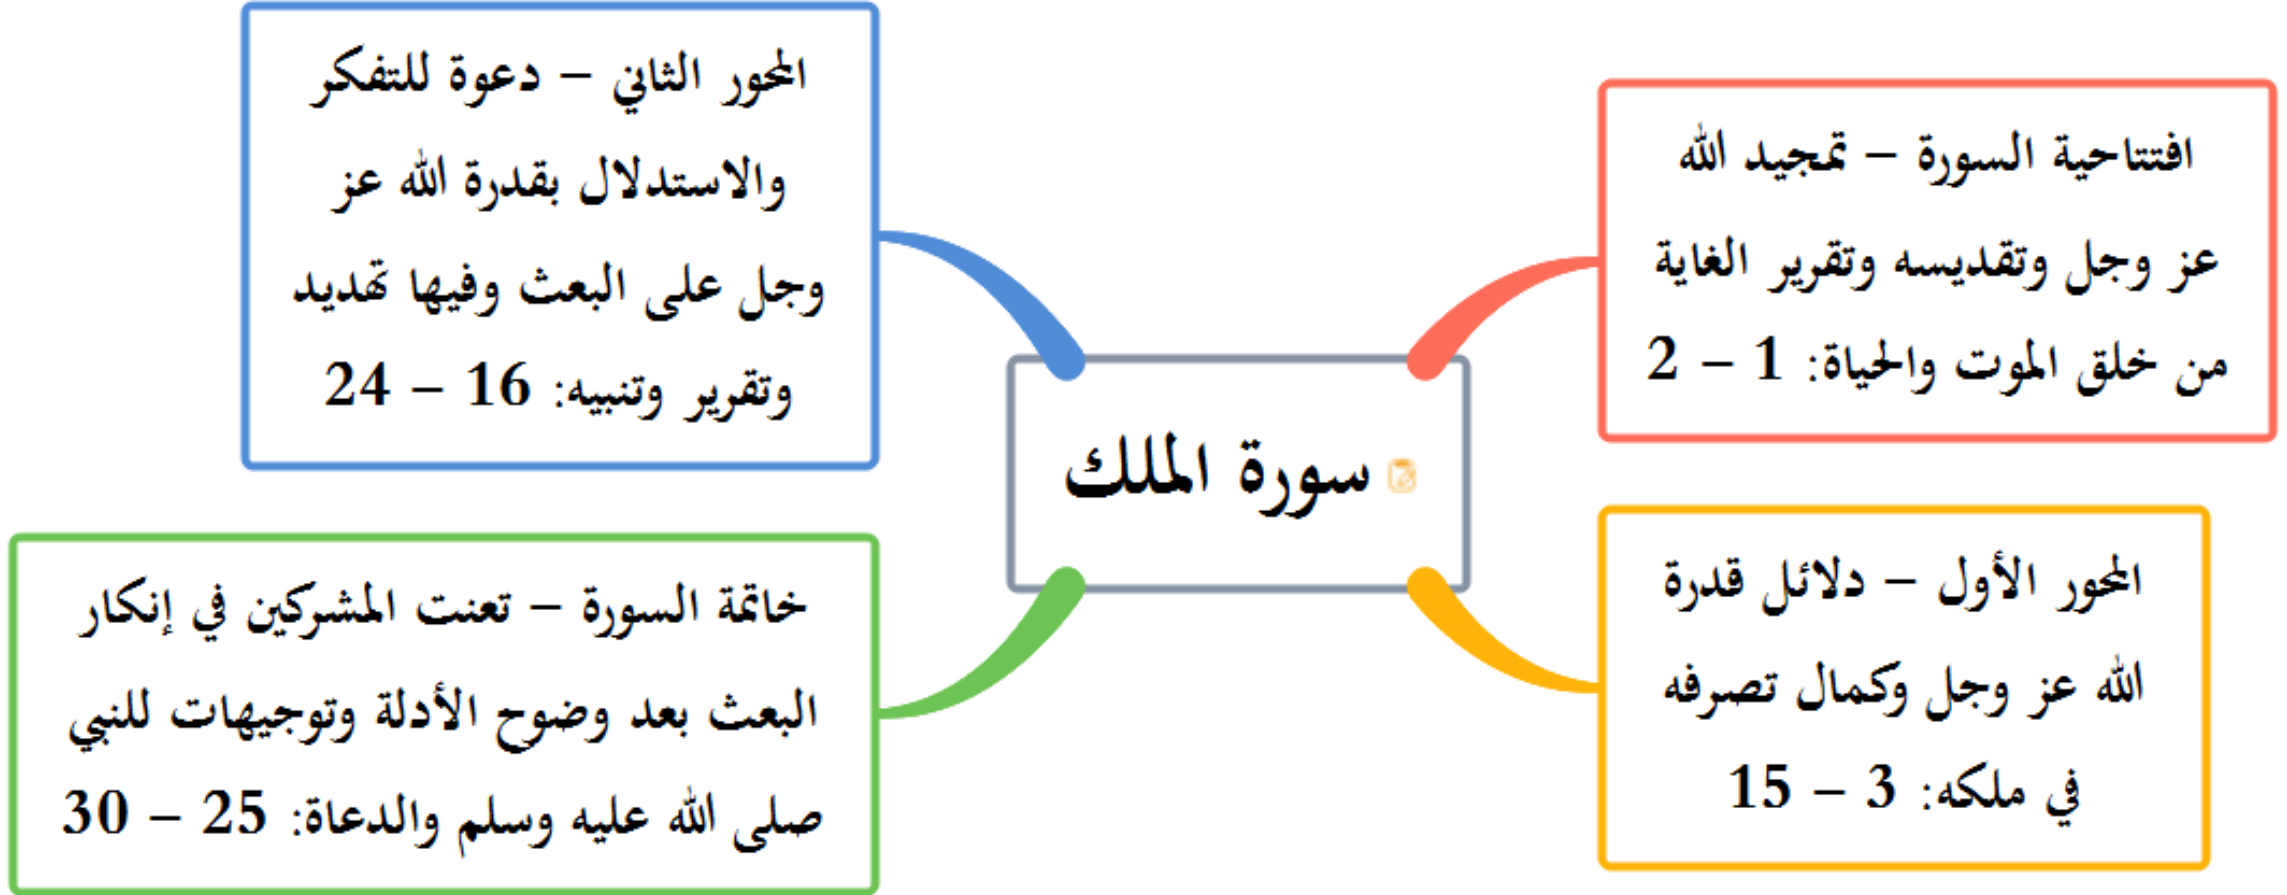 سورة الملك
افتتاحية السورة – تمجيد الله
عز وجل وتقديسه وتقرير الغاية
من خلق الموت والحياة: 1 – 2
المحور الأول – دلائل قدرة
الله عز وجل وكمال تصرفه
في ملكه: 3 – 15
المحور الثاني – دعوة للتفكر
والاستدلال بقدرة الله عز
وجل على البعث وفيها تهديد
وتقرير وتنبيه: 16 – 24
خاتمة السورة – تعنت المشركين في إنكار
البعث بعد وضوح الأدلة وتوجيهات للنبي
صلى الله عليه وسلم والدعاة: 25 – 30